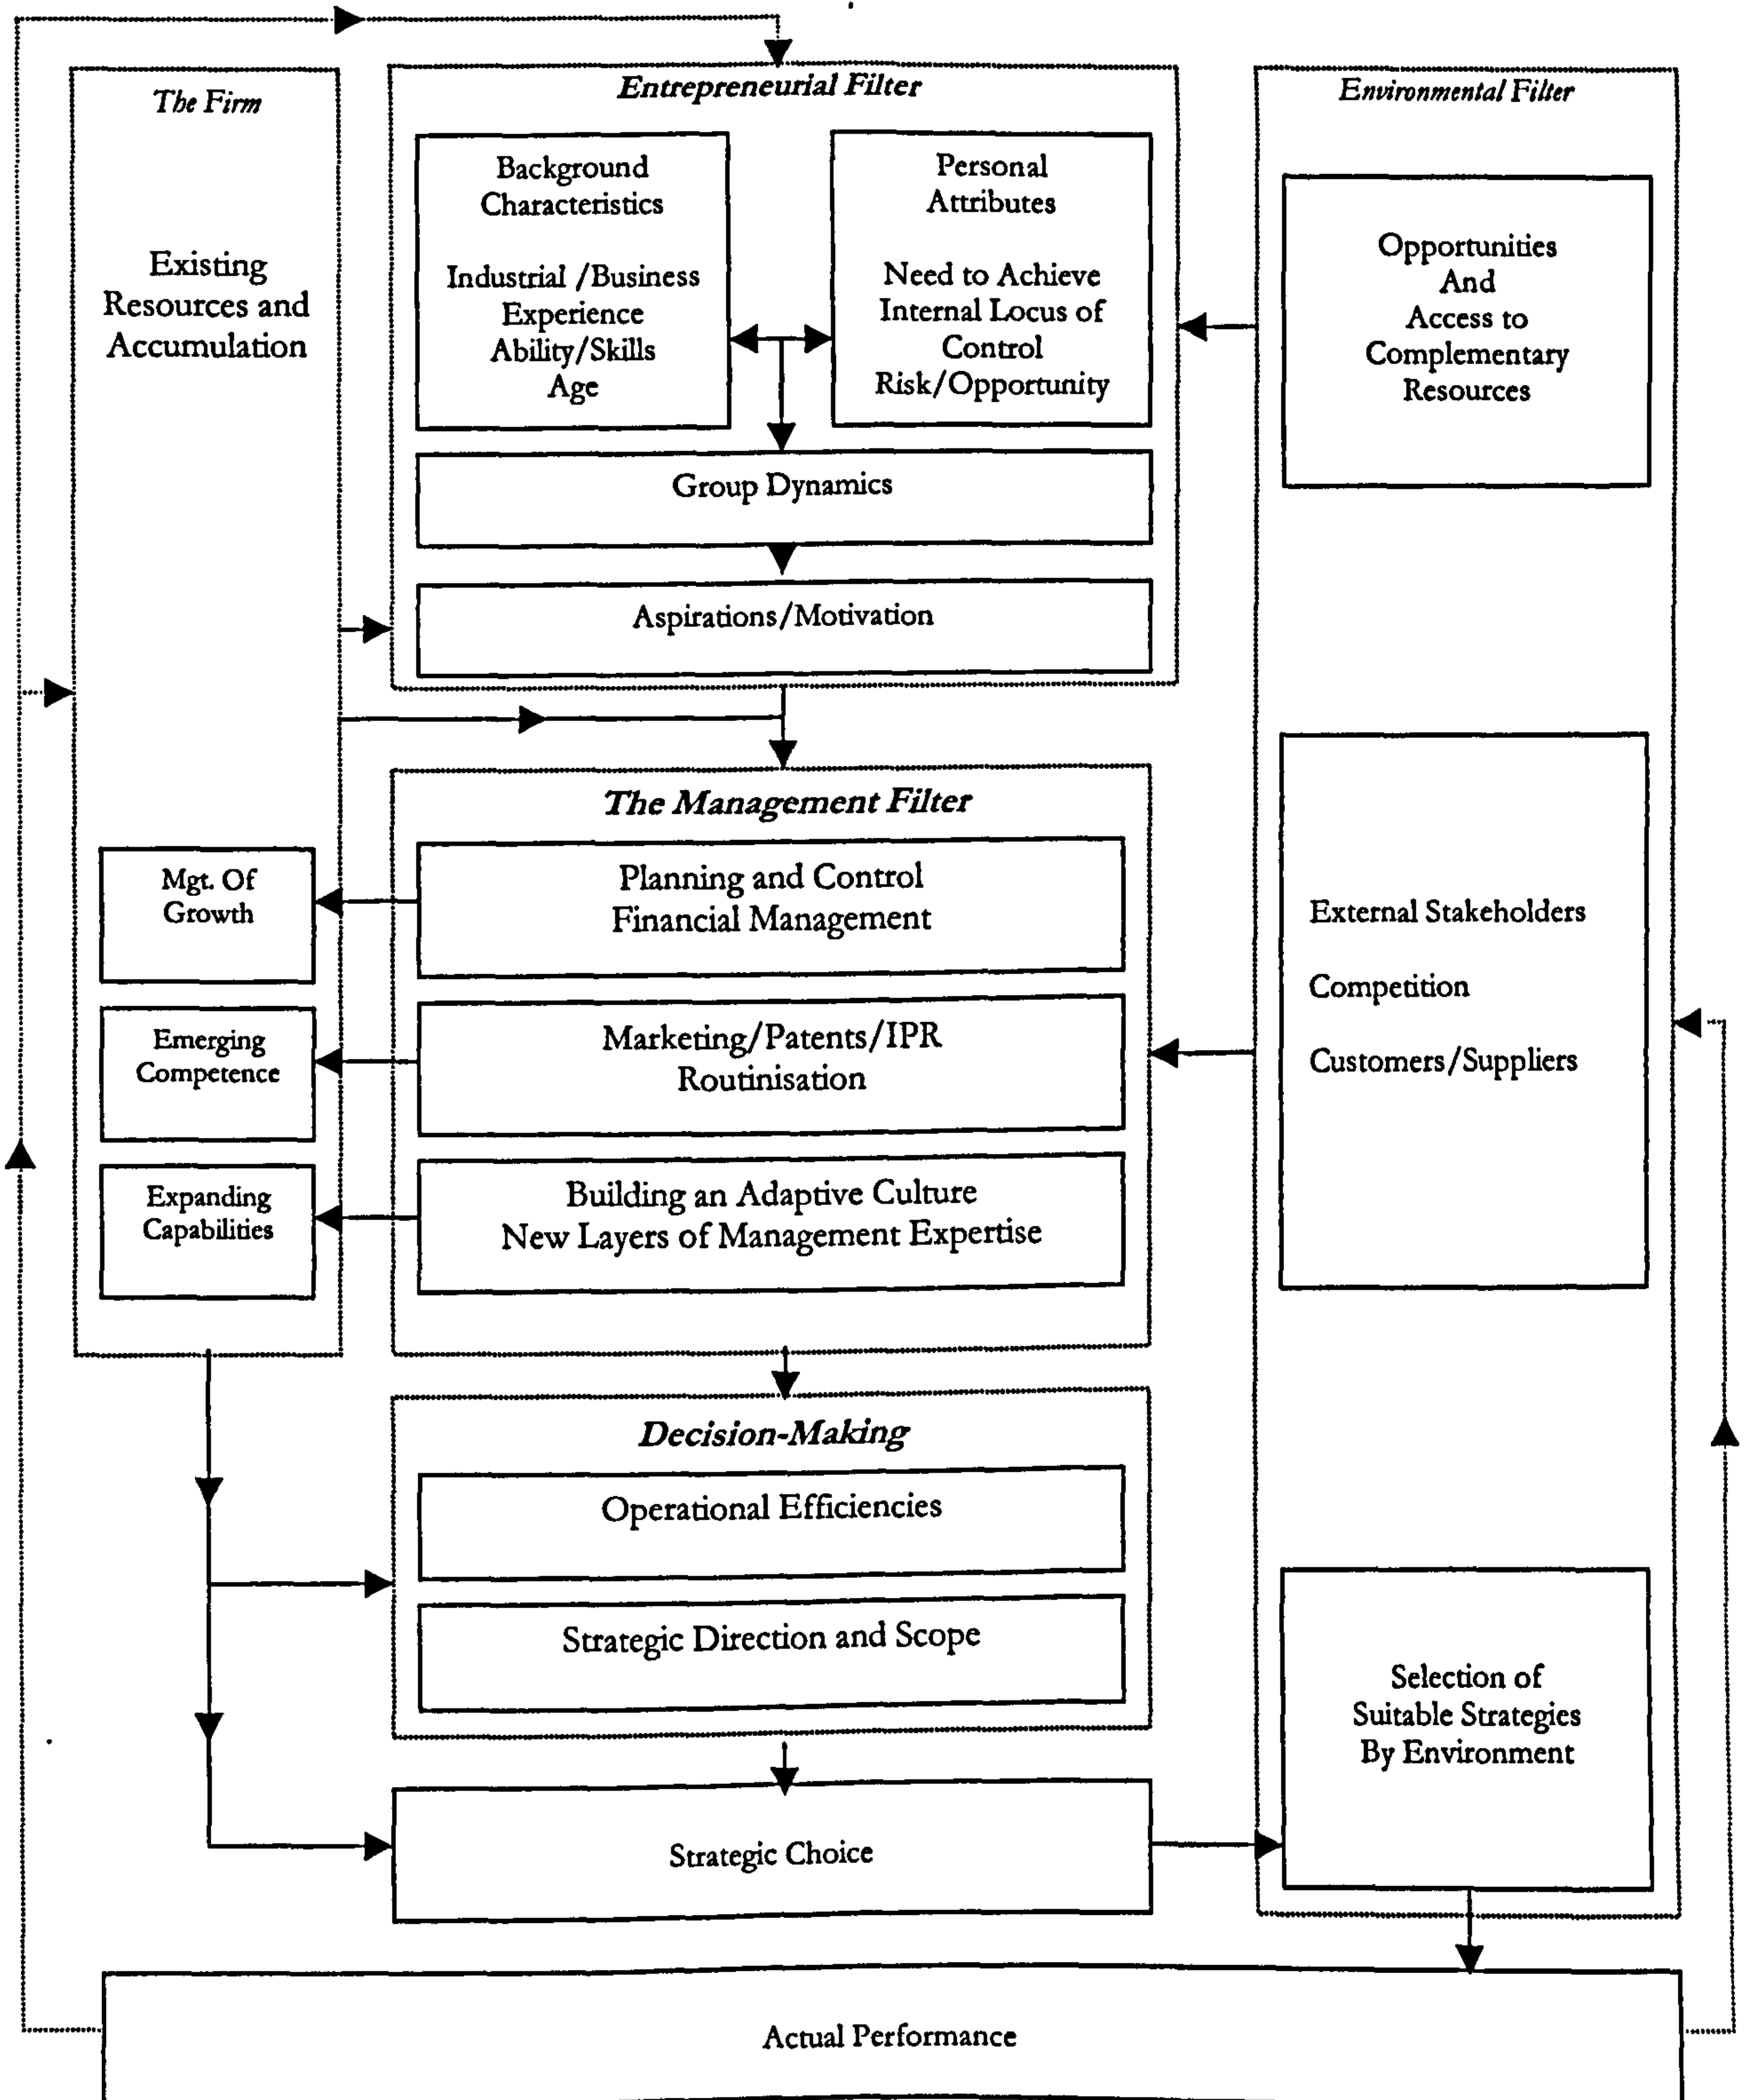 The Firm
Existing
Resources and
Accumulation
Mgt. Of
Growth
Emerging
Competence
Expanding
Capabilities
Entrepreneurial Filter
Background
Characteristics
Industrial /Business
Experience
Ability/Skills
Age
Personal
Attributes
Need to Achieve
Internal Locus of
Control
Risk/Opportunity
Group Dynamics
Aspirations/Motivation
The Management Filter
Planning and Control
Financial Management
Marketing/Patents/IPR
Routinisation
Building an Adaptive Culture
New Layers of Management Expertise
Decision-Making
Operational Efficiencies
Strategic Direction and Scope
Strategic Choice
Environmental Filter
Opportunities
And
Access to
Complementary
Resources
External Stakeholders
Competition
Customers/Suppliers
Selection of
Suitable Strategies
By Environment
Actual Performance